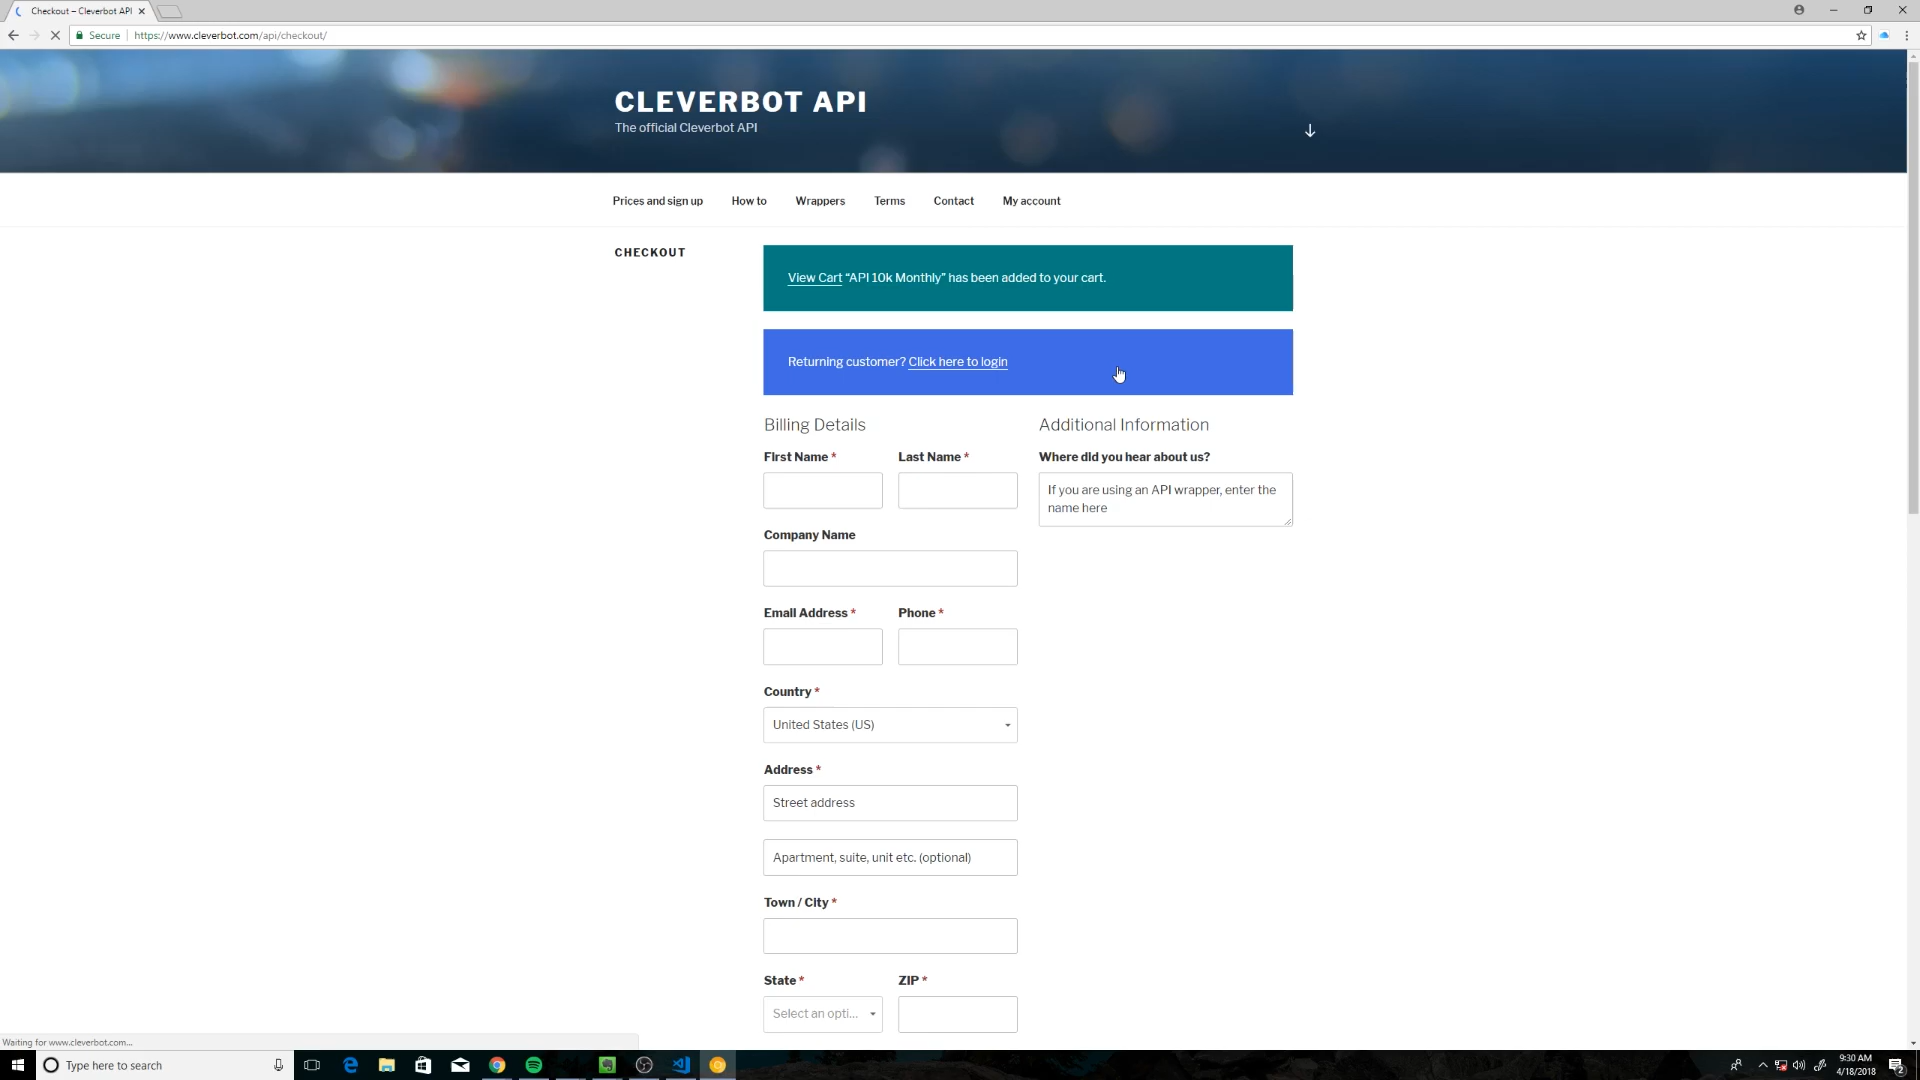 Checkout – Cleverbot API
Secure
https://www.cleverbot.com/api/checkout/
CLEVERBOT API
The official Cleverbot API
Prices and sign up
How to
Wrappers
Terms
Contact
My account
CHECKOUT
View Cart “API 10k Monthly” has been added to your cart.
Returning customer? Click here to login
Billing Details
Additional Information
First Name *
Last Name *
Where did you hear about us?
If you are using an API wrapper, enter the
name here
Company Name
Email Address *
Phone *
Country *
United States (US)
Address *
Street address
Apartment, suite, unit etc. (optional)
Town / City *
State *
ZIP *
Select an opti...
Waiting for www.cleverbot.com...
Type here to search
9:30 AM
4/18/2018
2